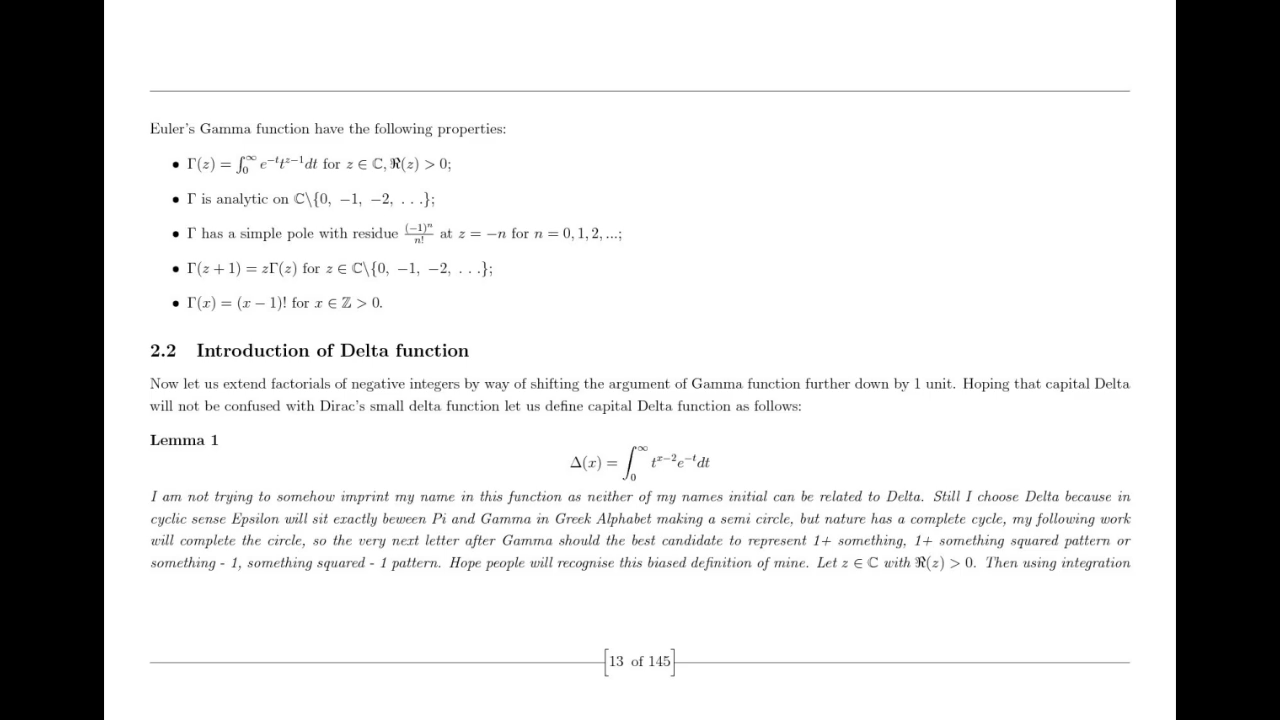 Euler's Gamma function have the following properties:
• Γ(z) = ∫₀^∞ e^{−t}t^{z−1}dt for z ∈ ℂ, ℜ(z) > 0;
• Γ is analytic on ℂ\{0, −1, −2, . . .};
• Γ has a simple pole with residue (−1)ⁿ/n! at z = −n for n = 0, 1, 2, ...;
• Γ(z + 1) = zΓ(z) for z ∈ ℂ\{0, −1, −2, . . .};
• Γ(x) = (x − 1)! for x ∈ ℤ > 0.
2.2 Introduction of Delta function
Now let us extend factorials of negative integers by way of shifting the argument of Gamma function further down by 1 unit. Hoping that capital Delta
will not be confused with Dirac's small delta function let us define capital Delta function as follows:
Lemma 1
Δ(x) = ∫₀^∞ t^{x−2}e^{−t}dt
I am not trying to somehow imprint my name in this function as neither of my names initial can be related to Delta. Still I choose Delta because in
cyclic sense Epsilon will sit exactly beween Pi and Gamma in Greek Alphabet making a semi circle, but nature has a complete cycle, my following work
will complete the circle, so the very next letter after Gamma should the best candidate to represent 1+ something, 1+ something squared pattern or
something - 1, something squared - 1 pattern. Hope people will recognise this biased definition of mine. Let z ∈ ℂ with ℜ(z) > 0. Then using integration
[13 of 145]